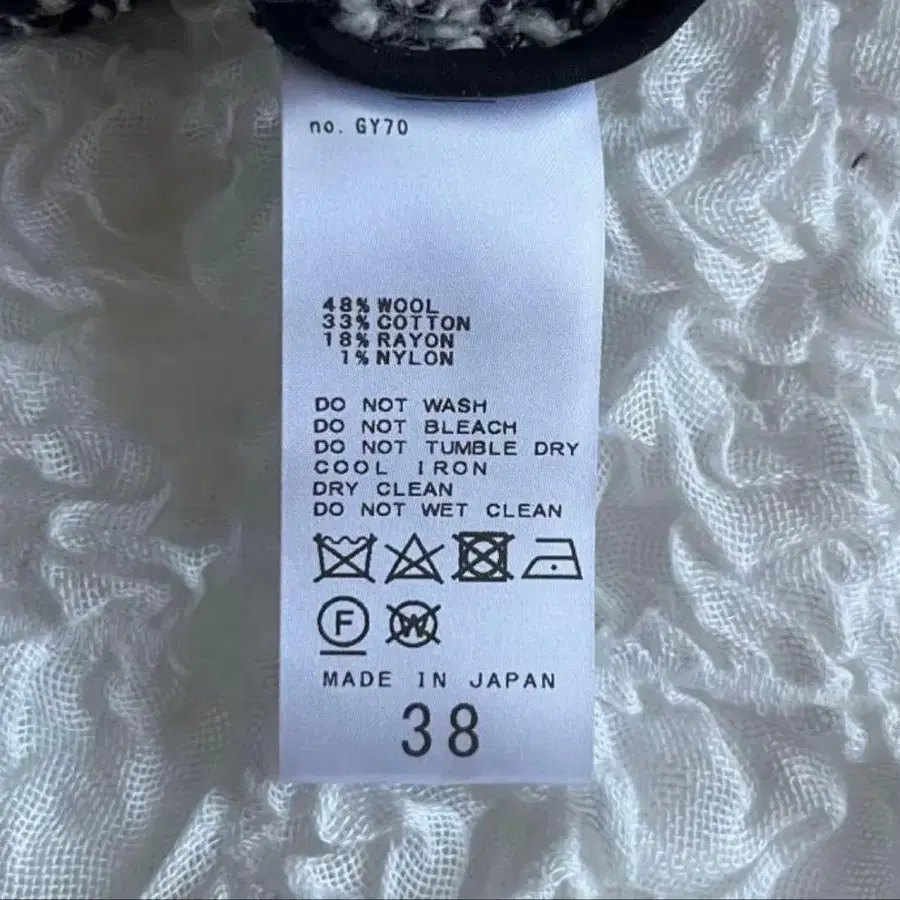 no. GY70
48% WOOL
33% COTTON
18% RAYON
1% NYLON
DO NOT WASH
DO NOT BLEACH
DO NOT TUMBLE DRY
COOL IRON
DRY CLEAN
DO NOT WET CLEAN
F W
MADE IN JAPAN
38